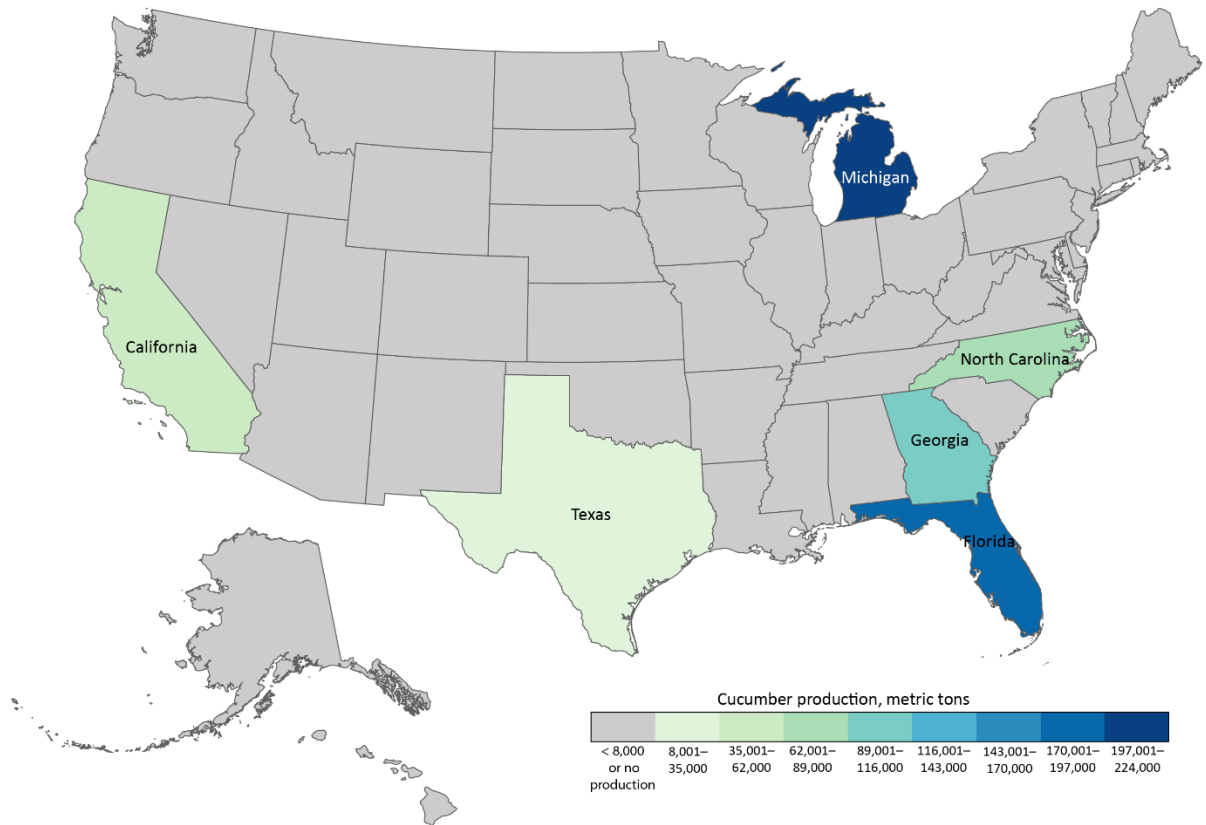 Michigan
California
North Carolina
Georgia
Texas
Florida
Cucumber production, metric tons
< 8,000
or no
production
8,001–
35,000
35,001–
62,000
62,001–
89,000
89,001–
116,000
116,001–
143,000
143,001–
170,000
170,001–
197,000
197,001–
224,000